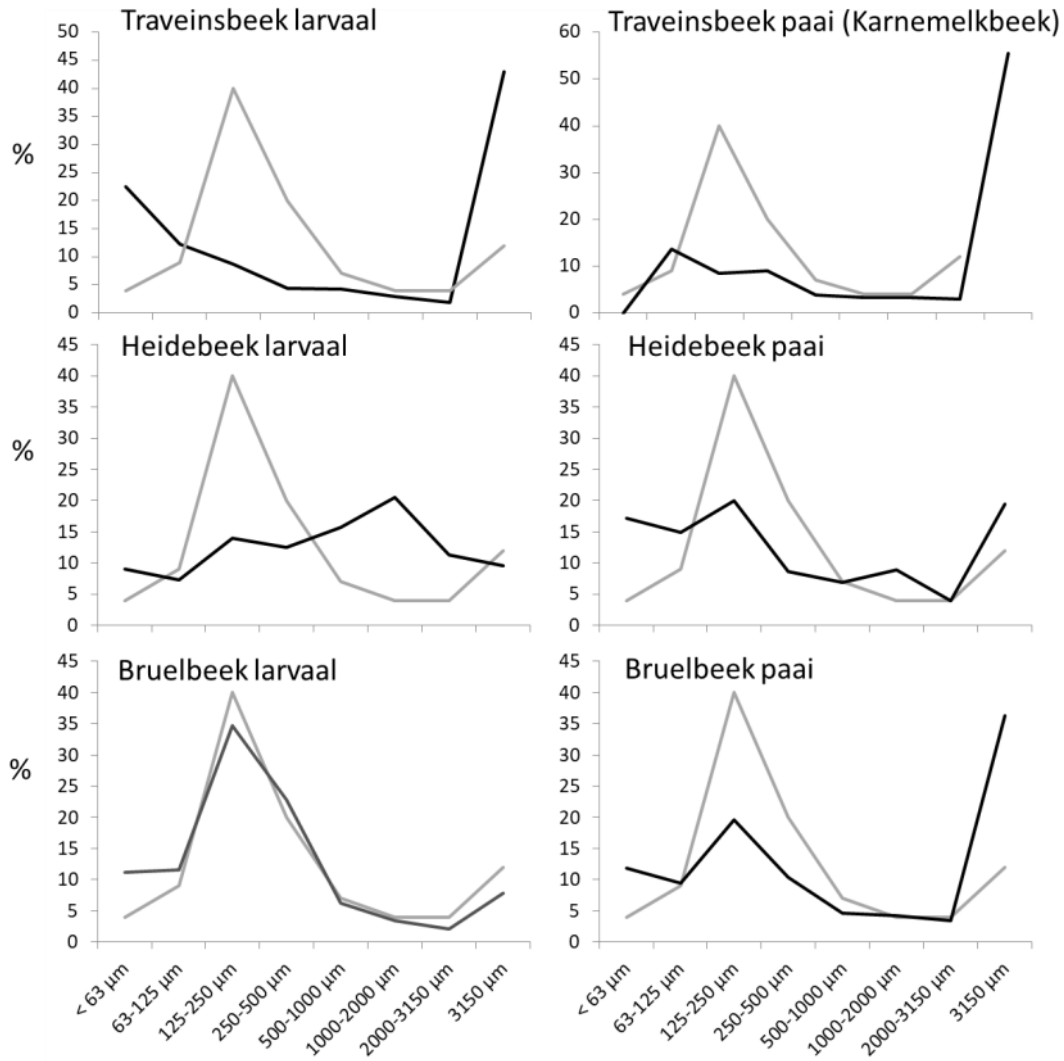 Traveinsbeek larvaal
50
45
40
35
30
25
20
15
10
5
0
%
Traveinsbeek paai (Karnemelkbeek)
60
50
40
30
20
10
0
Heidebeek larvaal
45
40
35
30
25
20
15
10
5
0
%
Heidebeek paai
45
40
35
30
25
20
15
10
5
0
Bruelbeek larvaal
45
40
35
30
25
20
15
10
5
0
%
Bruelbeek paai
45
40
35
30
25
20
15
10
5
0
< 63 µm
63-125 µm
125-250 µm
250-500 µm
500-1000 µm
1000-2000 µm
2000-3150 µm
3150 µm
< 63 µm
63-125 µm
125-250 µm
250-500 µm
500-1000 µm
1000-2000 µm
2000-3150 µm
3150 µm